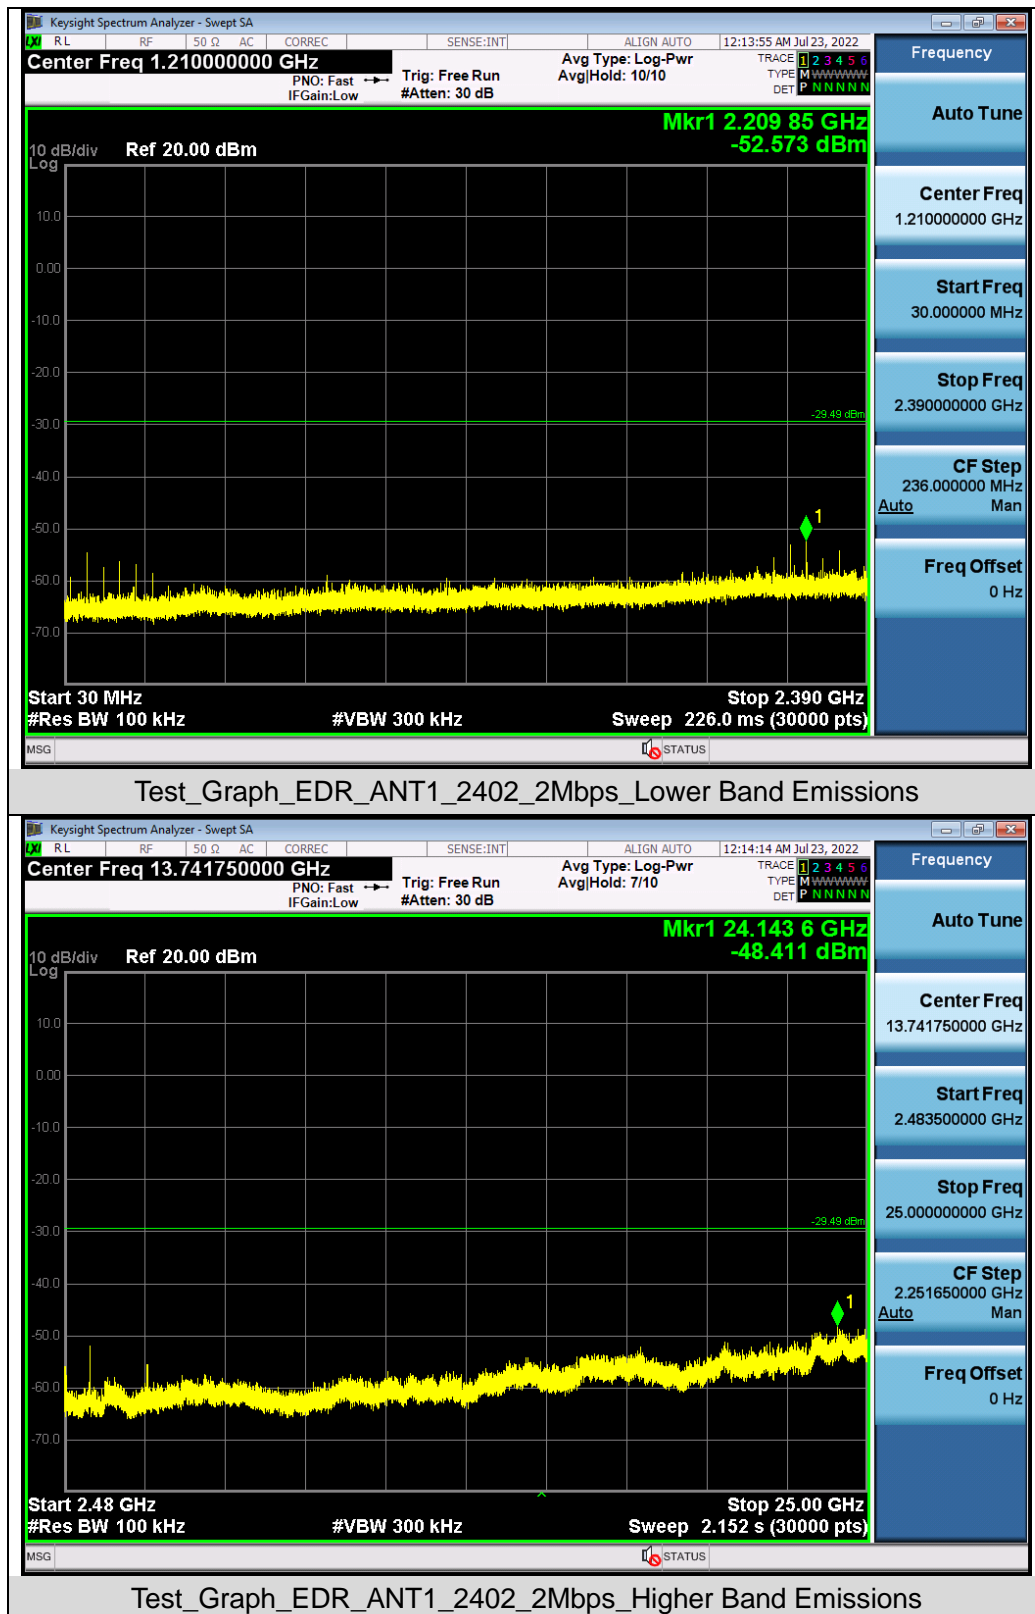 Keysight Spectrum Analyzer - Swept SA
LXI RL RF 50 Ω AC CORREC SENSE:INT ALIGN AUTO 12:13:55 AM Jul 23, 2022
Center Freq 1.210000000 GHz Avg Type: Log-Pwr TRACE 1 2 3 4 5 6
PNO: Fast Trig: Free Run Avg|Hold: 10/10 TYPE M WWWWW
IFGain:Low #Atten: 30 dB DET P N N N N N
Frequency
Auto Tune
Center Freq
1.210000000 GHz
Start Freq
30.000000 MHz
Stop Freq
2.390000000 GHz
CF Step
236.000000 MHz
Auto Man
Freq Offset
0 Hz
Mkr1 2.209 85 GHz
-52.573 dBm
10 dB/div Ref 20.00 dBm
Log
10.0
0.00
-10.0
-20.0
-29.49 dBm
-30.0
-40.0
-50.0
1
-60.0
-70.0
Start 30 MHz Stop 2.390 GHz
#Res BW 100 kHz #VBW 300 kHz Sweep 226.0 ms (30000 pts)
MSG STATUS
Test_Graph_EDR_ANT1_2402_2Mbps_Lower Band Emissions
Keysight Spectrum Analyzer - Swept SA
LXI RL RF 50 Ω AC CORREC SENSE:INT ALIGN AUTO 12:14:14 AM Jul 23, 2022
Center Freq 13.741750000 GHz Avg Type: Log-Pwr TRACE 1 2 3 4 5 6
PNO: Fast Trig: Free Run Avg|Hold: 7/10 TYPE M WWWWW
IFGain:Low #Atten: 30 dB DET P N N N N N
Frequency
Auto Tune
Center Freq
13.741750000 GHz
Start Freq
2.483500000 GHz
Stop Freq
25.000000000 GHz
CF Step
2.251650000 GHz
Auto Man
Freq Offset
0 Hz
Mkr1 24.143 6 GHz
-48.411 dBm
10 dB/div Ref 20.00 dBm
Log
10.0
0.00
-10.0
-20.0
-29.49 dBm
-30.0
-40.0
1
-50.0
-60.0
-70.0
Start 2.48 GHz Stop 25.00 GHz
#Res BW 100 kHz #VBW 300 kHz Sweep 2.152 s (30000 pts)
MSG STATUS
Test_Graph_EDR_ANT1_2402_2Mbps_Higher Band Emissions